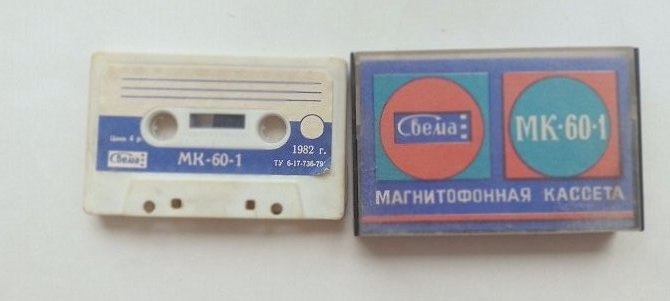 Цена 4 р
1982 г.
Свема
МК-60-1
ТУ 6-17-736-79
Свема
МК-60-1
МАГНИТОФОННАЯ КАССЕТА